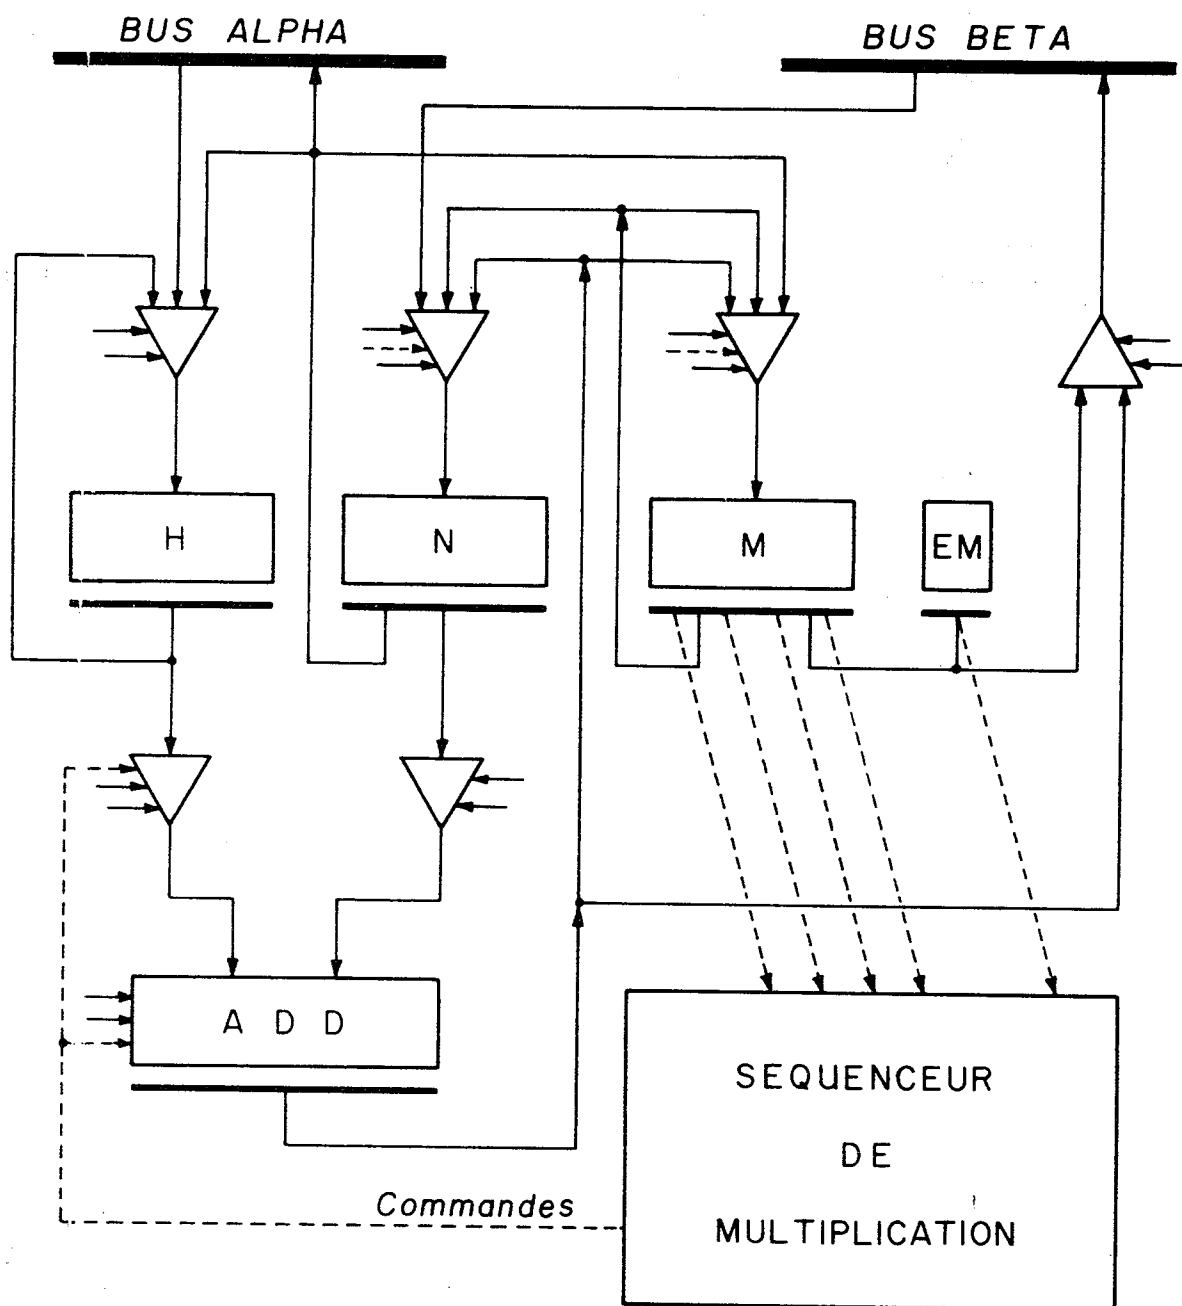 BUS ALPHA
BUS BETA
H
N
M
EM
A D D
SEQUENCEUR
DE
MULTIPLICATION
Commandes